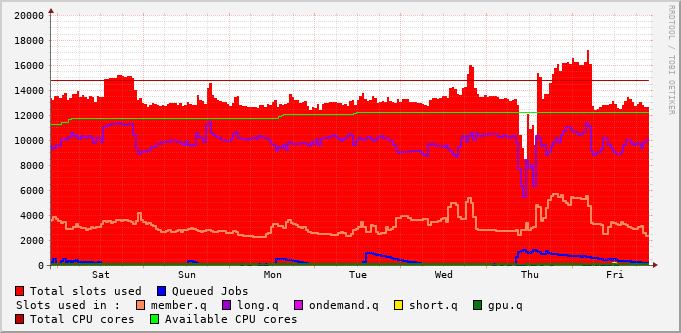 20000
18000
16000
14000
12000
10000
8000
6000
4000
2000
0
Sat Sun Mon Tue Wed Thu Fri
RRDTOOL / TOBI OETIKER
Total slots used Queued Jobs
Slots used in : member.q long.q ondemand.q short.q gpu.q
Total CPU cores Available CPU cores